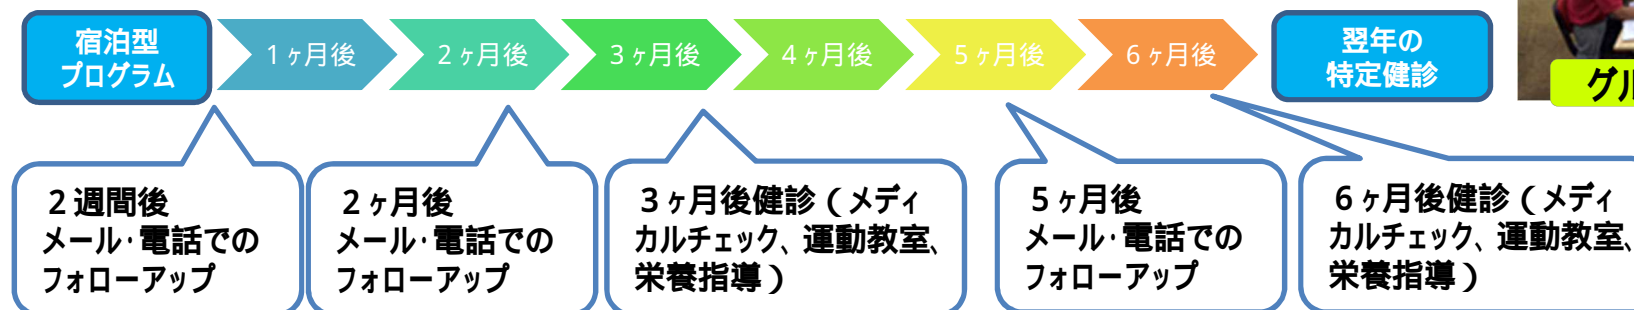 宿泊型
プログラム
1ヶ月後
2ヶ月後
3ヶ月後
4ヶ月後
5ヶ月後
6ヶ月後
翌年の
特定健診
グル
2週間後
メール・電話での
フォローアップ
2ヶ月後
メール・電話での
フォローアップ
3ヶ月後健診(メディ
カルチェック、運動教室、
栄養指導)
5ヶ月後
メール・電話での
フォローアップ
6ヶ月後健診(メディ
カルチェック、運動教室、
栄養指導)